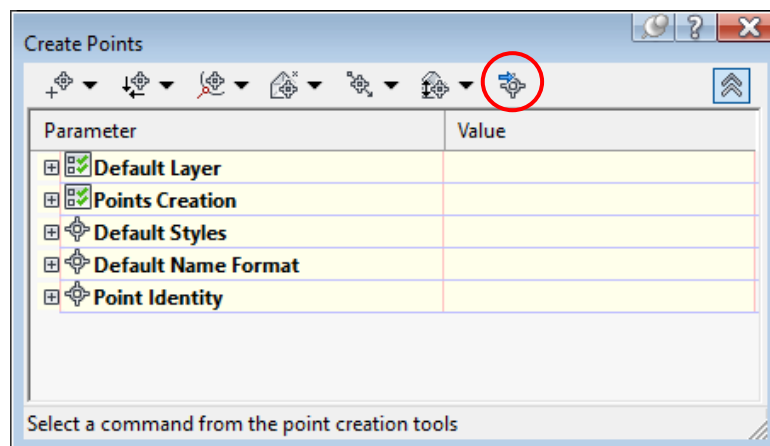 Create Points
Parameter Value
Default Layer
Points Creation
Default Styles
Default Name Format
Point Identity
Select a command from the point creation tools